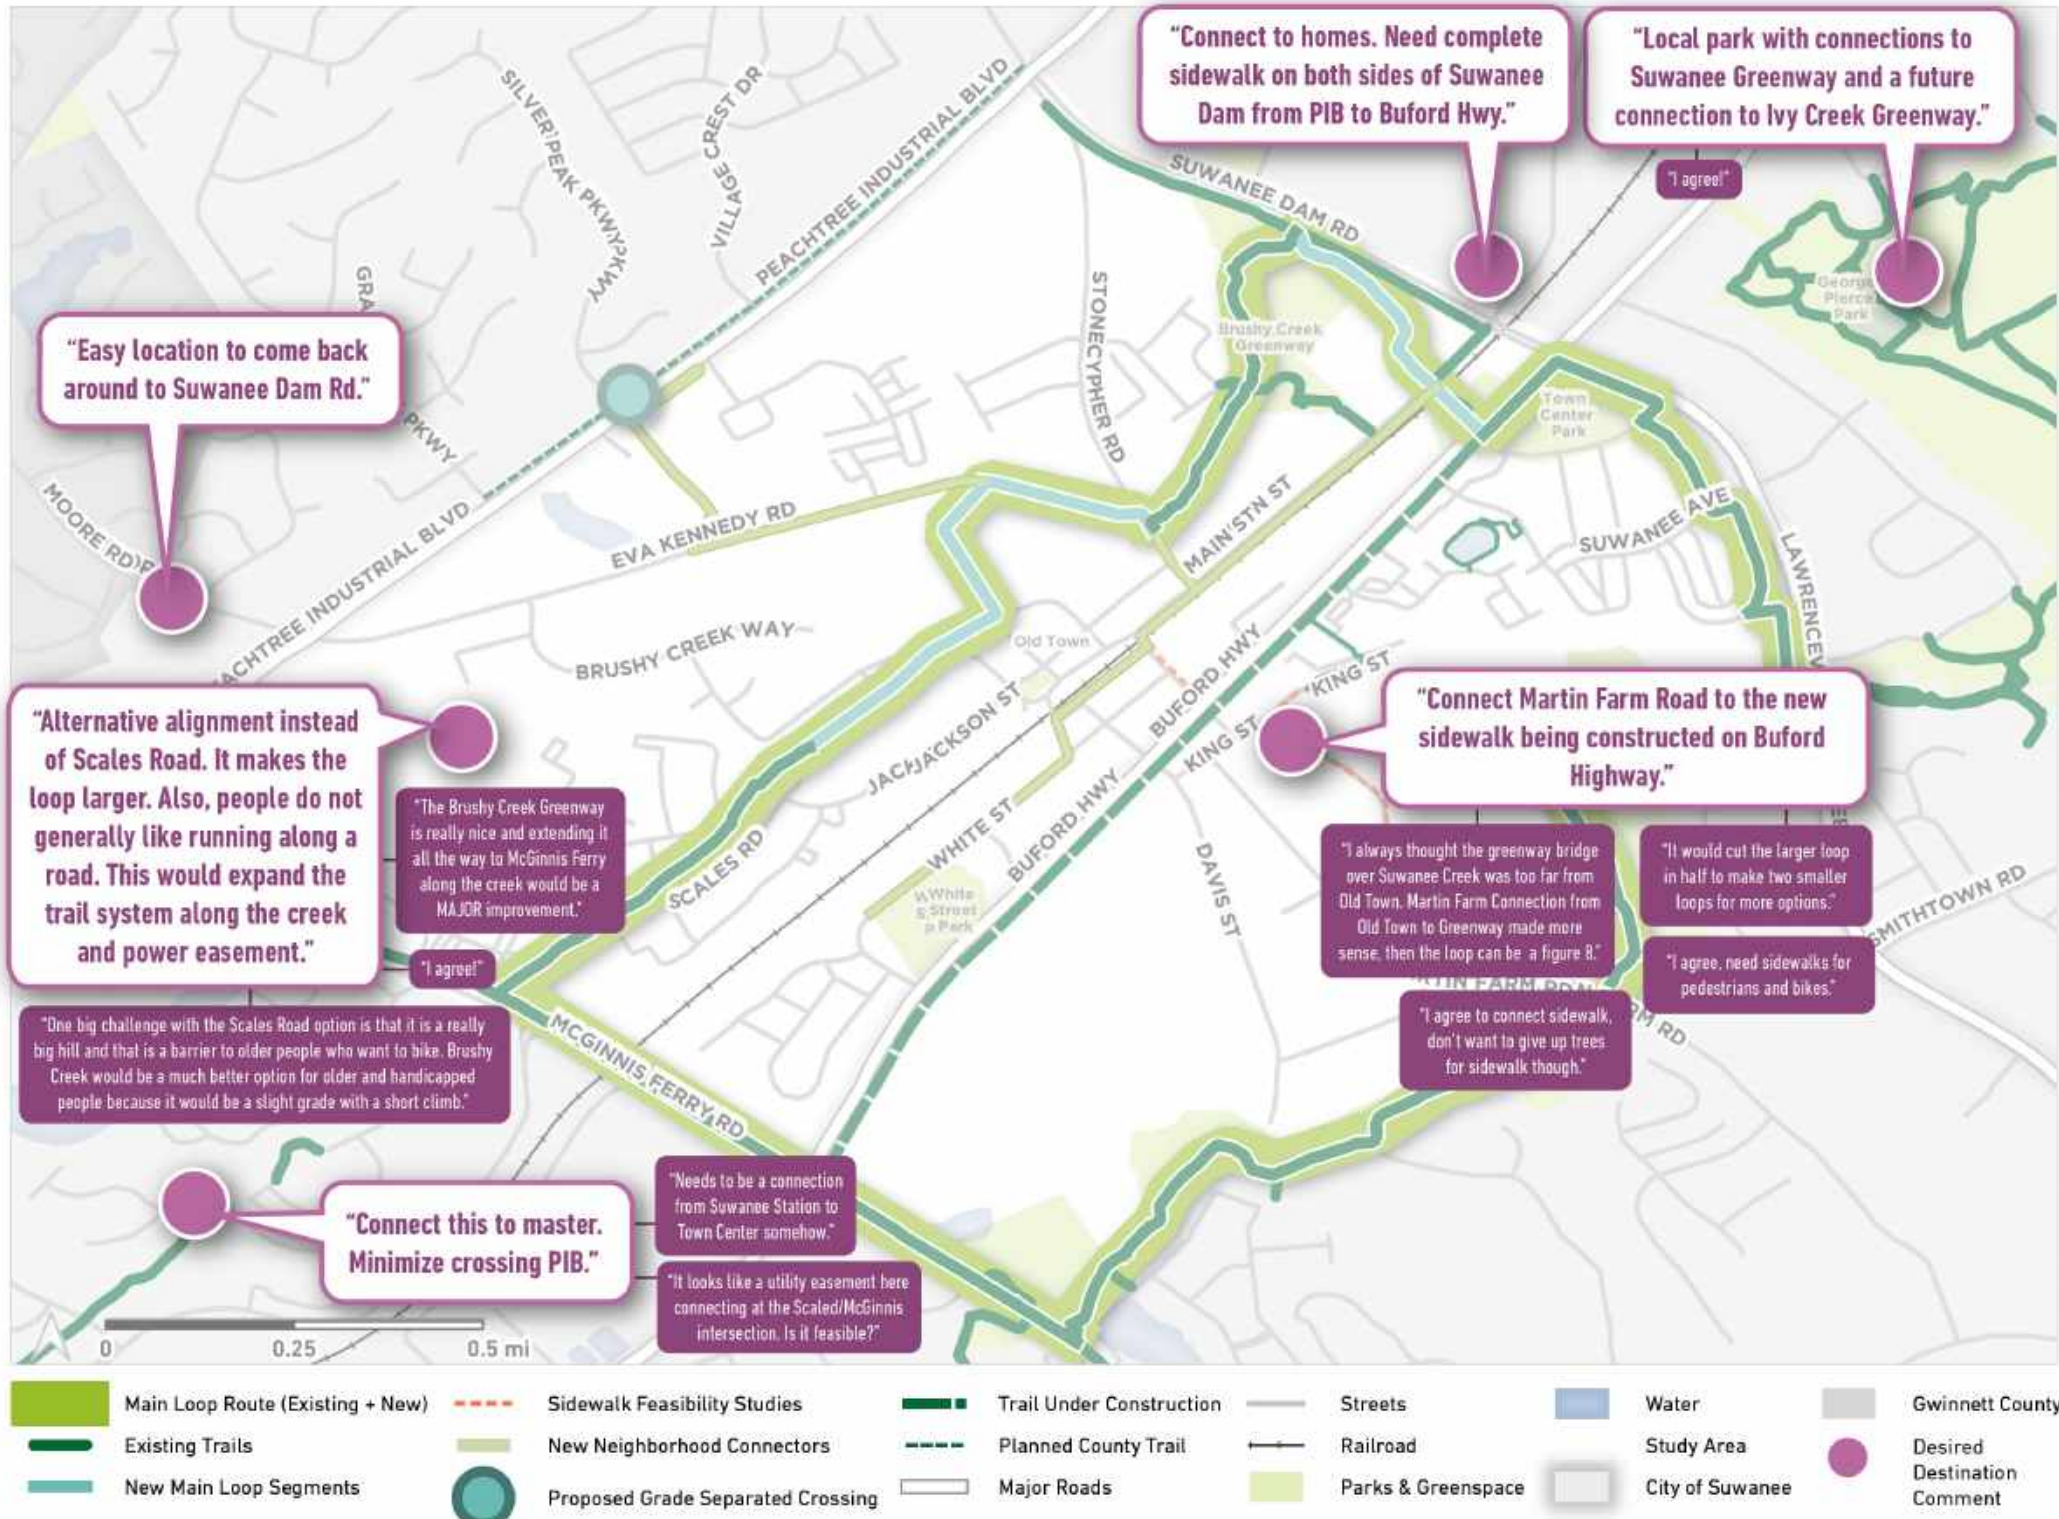 "Connect to homes. Need complete
sidewalk on both sides of Suwanee
Dam from PIB to Buford Hwy."
"Local park with connections to
Suwanee Greenway and a future
connection to Ivy Creek Greenway."
"I agree!"
SILVER PEAK PKWY
PKWY
VILLAGE CREST DR
PEACHTREE INDUSTRIAL BLVD
SUWANEE DAM RD
STONECYPHER RD
George
Pierce
Park
Brushy Creek
Greenway
GRA
PKWY
"Easy location to come back
around to Suwanee Dam Rd."
Town
Center
Park
MOORE RD
EVA KENNEDY RD
MAIN ST
SUWANEE AVE
LAWRENCEV
ACHTREE INDUSTRIAL BLVD
BRUSHY CREEK WAY
Old Town
BUFORD HWY
KING ST
KING ST
"Alternative alignment instead
of Scales Road. It makes the
loop larger. Also, people do not
generally like running along a
road. This would expand the
trail system along the creek
and power easement."
"The Brushy Creek Greenway
is really nice and extending it
all the way to McGinnis Ferry
along the creek would be a
MAJOR improvement."
"I agree!"
"One big challenge with the Scales Road option is that it is a really
big hill and that is a barrier to older people who want to bike. Brushy
Creek would be a much better option for older and handicapped
people because it would be a slight grade with a short climb."
JACKSON ST
SCALES RD
WHITE ST
BUFORD HWY
White
Street
Park
DAVIS ST
"Connect Martin Farm Road to the new
sidewalk being constructed on Buford
Highway."
"I always thought the greenway bridge
over Suwanee Creek was too far from
Old Town. Martin Farm Connection from
Old Town to Greenway made more
sense, then the loop can be a figure 8."
"It would cut the larger loop
in half to make two smaller
loops for more options."
"I agree, need sidewalks for
pedestrians and bikes."
"I agree to connect sidewalk,
don't want to give up trees
for sidewalk though."
SMITHTOWN RD
TIN FARM RD
RM RD
MCGINNIS FERRY RD
"Connect this to master.
Minimize crossing PIB."
"Needs to be a connection
from Suwanee Station to
Town Center somehow."
"It looks like a utility easement here
connecting at the Scaled/McGinnis
intersection. Is it feasible?"
0 0.25 0.5 mi
Main Loop Route (Existing + New)
Existing Trails
New Main Loop Segments
Sidewalk Feasibility Studies
New Neighborhood Connectors
Proposed Grade Separated Crossing
Trail Under Construction
Planned County Trail
Major Roads
Streets
Railroad
Parks & Greenspace
Water
Study Area
City of Suwanee
Gwinnett County
Desired
Destination
Comment